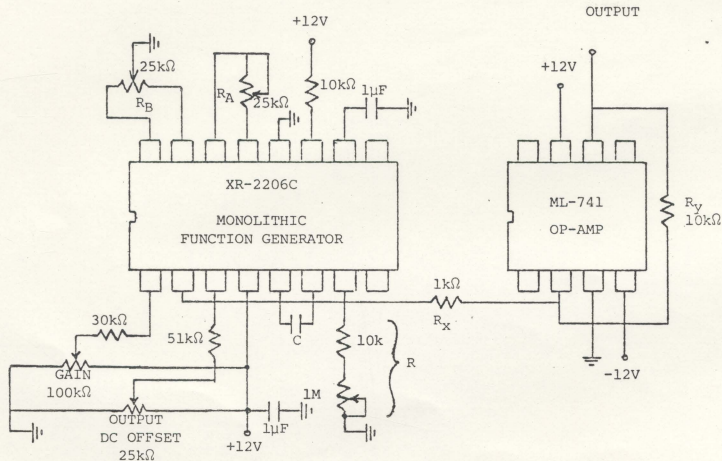 OUTPUT
+12V
25kΩ
R_B
R_A
25kΩ
10kΩ
1μF
+12V
XR-2206C
MONOLITHIC
FUNCTION GENERATOR
ML-741
OP-AMP
R_y
10kΩ
1kΩ
R_x
30kΩ
51kΩ
C
10k
R
GAIN
100kΩ
1M
-12V
OUTPUT
DC OFFSET
25kΩ
+12V
1μF